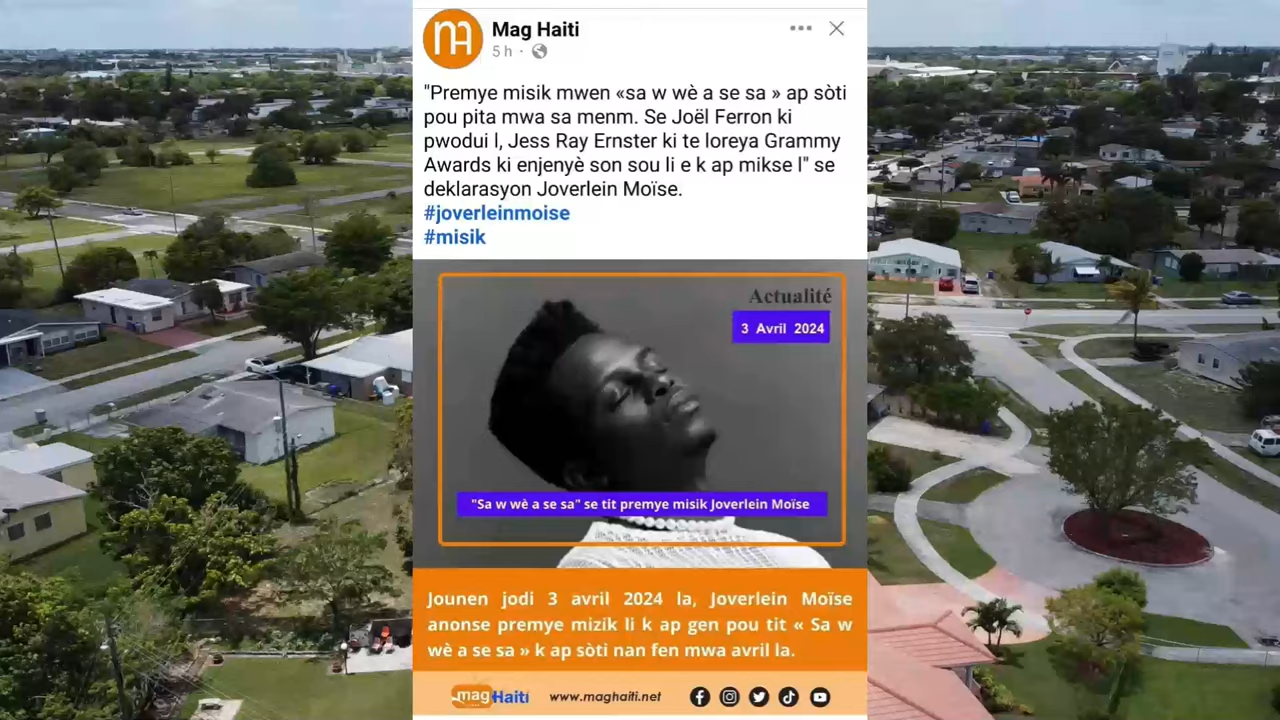 Mag Haiti
5 h ·
"Premye misik mwen «sa w wè a se sa » ap sòti
pou pita mwa sa menm. Se Joël Ferron ki
pwodui l, Jess Ray Ernster ki te loreya Grammy
Awards ki enjenyè son sou li e k ap mikse l" se
deklarasyon Joverlein Moïse.
#joverleinmoise
#misik
Actualité
3 Avril 2024
"Sa w wè a se sa" se tit premye misik Joverlein Moïse
Jounen jodi 3 avril 2024 la, Joverlein Moïse
anonse premye mizik li k ap gen pou tit « Sa w
wè a se sa » k ap sòti nan fen mwa avril la.
mag Haiti
www.maghaiti.net